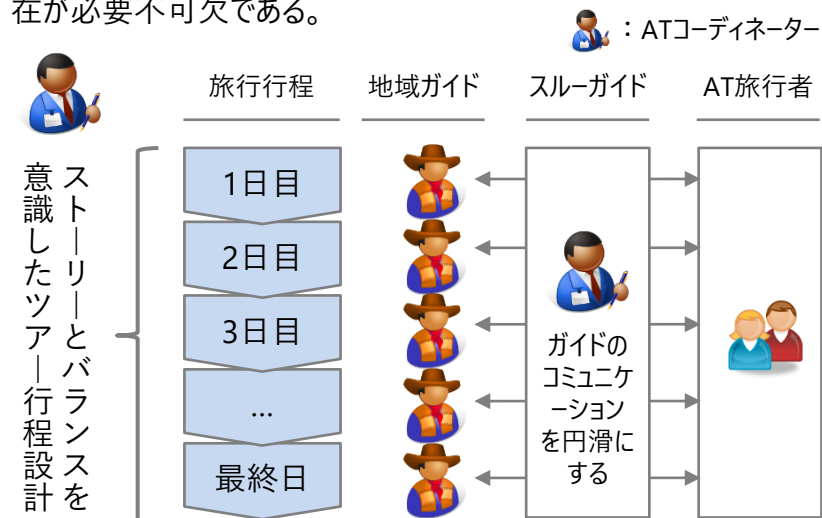 在が必要不可欠である。
：ATコーディネーター
旅行行程
地域ガイド
スルーガイド
AT旅行者
ストーリーとバランスを
意識したツアー行程設計
1日目
2日目
3日目
…
最終日
ガイドの
コミュニケ
ーション
を円滑に
する